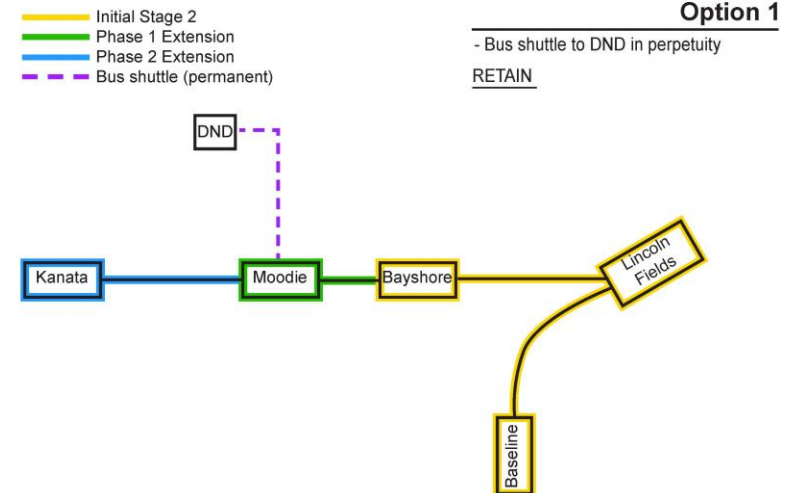 Initial Stage 2
Phase 1 Extension
Phase 2 Extension
Bus shuttle (permanent)
Option 1
- Bus shuttle to DND in perpetuity
RETAIN
DND
Kanata
Moodie
Bayshore
Lincoln
Fields
Baseline